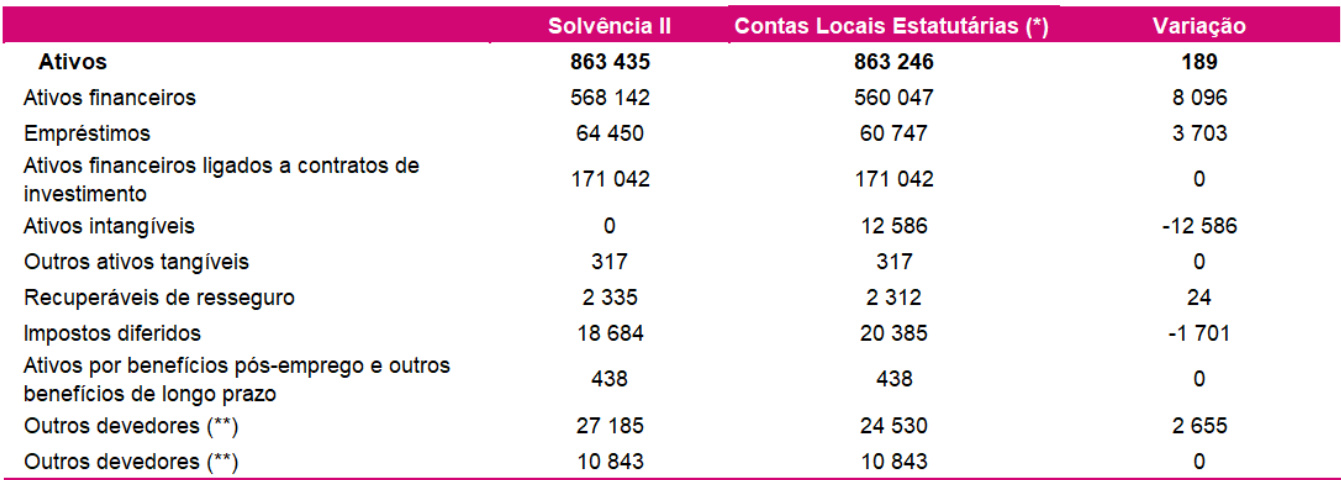 Solvência II Contas Locais Estatutárias (*) Variação
Ativos 863 435 863 246 189
Ativos financeiros 568 142 560 047 8 096
Empréstimos 64 450 60 747 3 703
Ativos financeiros ligados a contratos de
investimento 171 042 171 042 0
Ativos intangíveis 0 12 586 -12 586
Outros ativos tangíveis 317 317 0
Recuperáveis de resseguro 2 335 2 312 24
Impostos diferidos 18 684 20 385 -1 701
Ativos por benefícios pós-emprego e outros
benefícios de longo prazo 438 438 0
Outros devedores (**) 27 185 24 530 2 655
Outros devedores (**) 10 843 10 843 0